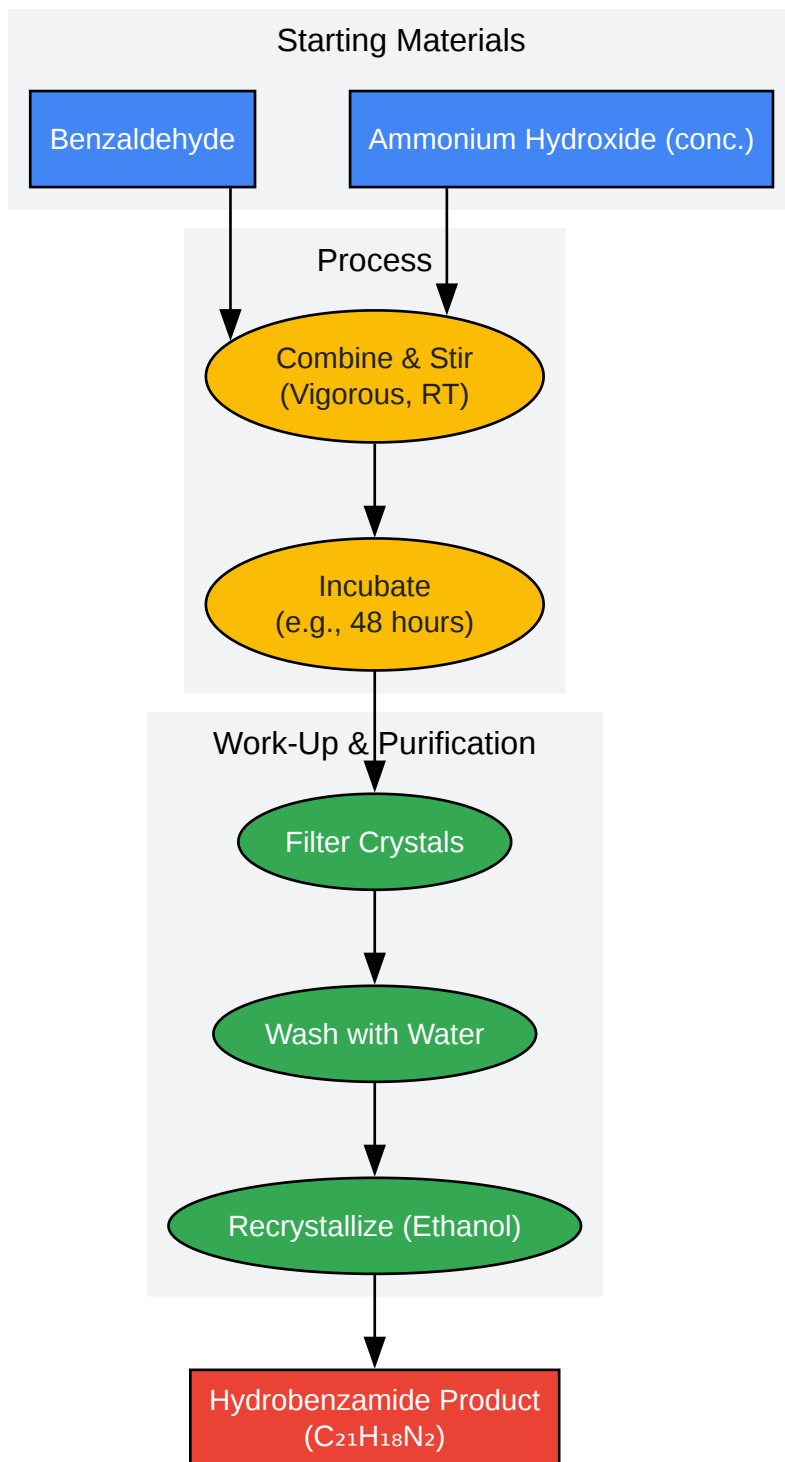 Starting Materials
Benzaldehyde
Ammonium Hydroxide (conc.)
Process
Combine & Stir
(Vigorous, RT)
Incubate
(e.g., 48 hours)
Work-Up & Purification
Filter Crystals
Wash with Water
Recrystallize (Ethanol)
Hydrobenzamide Product
(C₂₁H₁₈N₂)